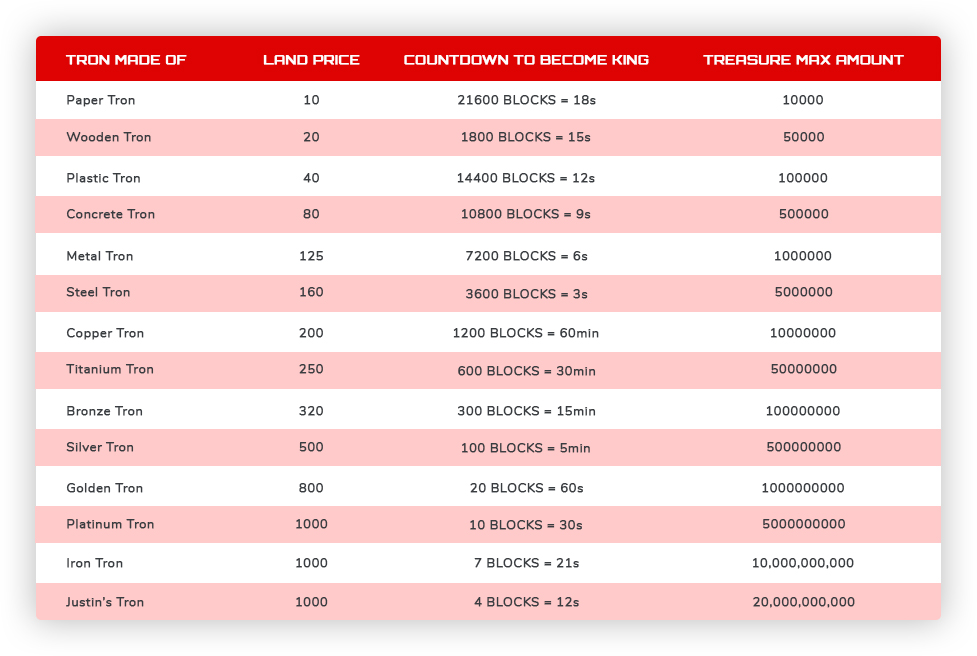 TRON MADE OF LAND PRICE COUNTDOWN TO BECOME KING TREASURE MAX AMOUNT
Paper Tron 10 21600 BLOCKS = 18s 10000
Wooden Tron 20 1800 BLOCKS = 15s 50000
Plastic Tron 40 14400 BLOCKS = 12s 100000
Concrete Tron 80 10800 BLOCKS = 9s 500000
Metal Tron 125 7200 BLOCKS = 6s 1000000
Steel Tron 160 3600 BLOCKS = 3s 5000000
Copper Tron 200 1200 BLOCKS = 60min 10000000
Titanium Tron 250 600 BLOCKS = 30min 50000000
Bronze Tron 320 300 BLOCKS = 15min 100000000
Silver Tron 500 100 BLOCKS = 5min 500000000
Golden Tron 800 20 BLOCKS = 60s 1000000000
Platinum Tron 1000 10 BLOCKS = 30s 5000000000
Iron Tron 1000 7 BLOCKS = 21s 10,000,000,000
Justin's Tron 1000 4 BLOCKS = 12s 20,000,000,000